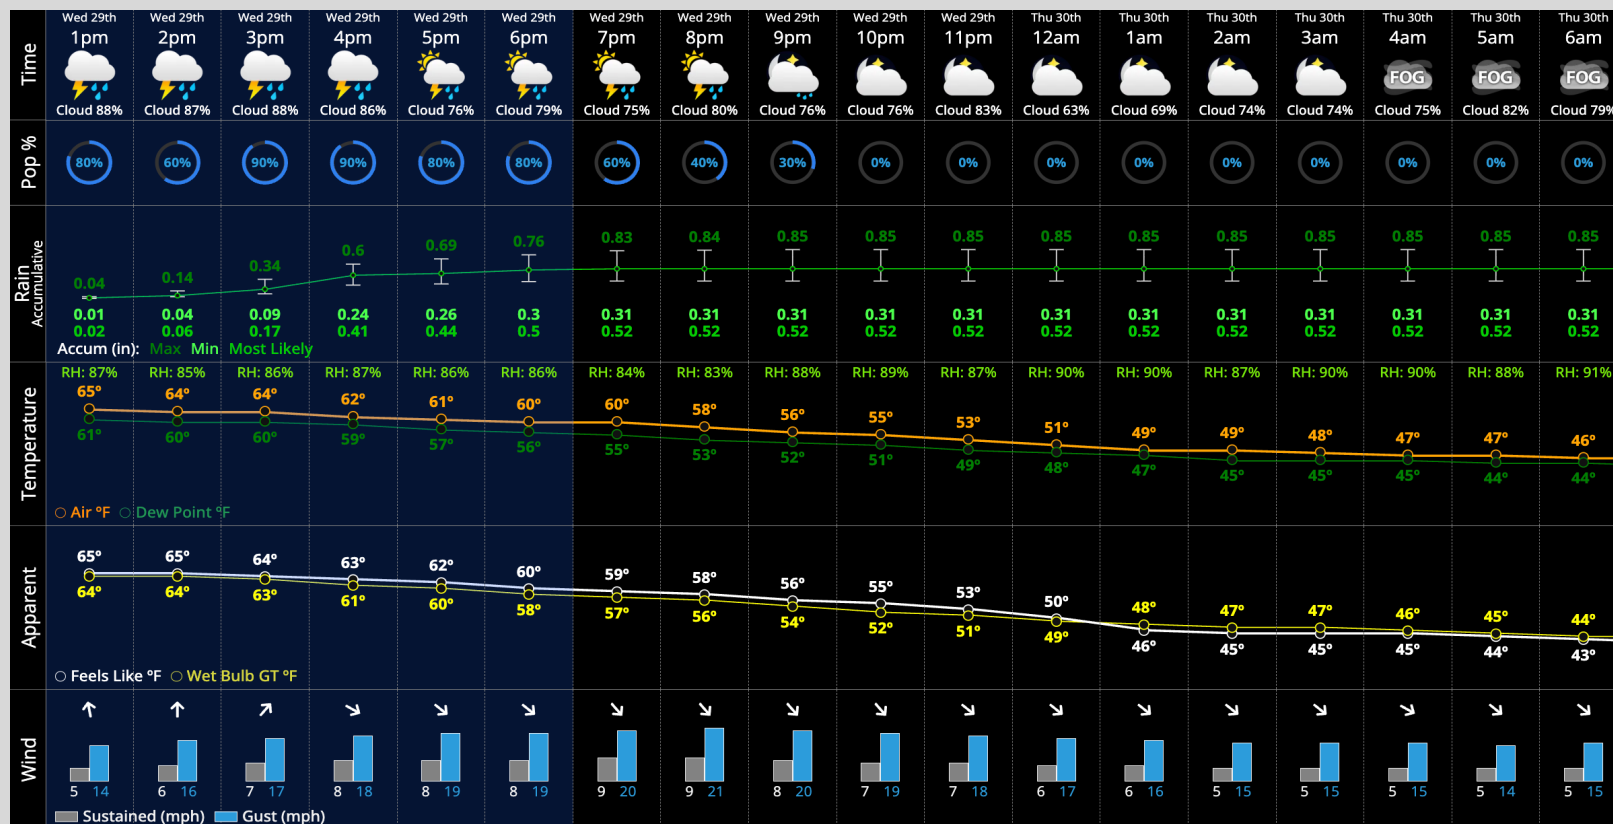 Wed 29th Wed 29th Wed 29th Wed 29th Wed 29th Wed 29th Wed 29th Wed 29th Wed 29th Wed 29th Wed 29th Thu 30th Thu 30th Thu 30th Thu 30th Thu 30th Thu 30th Thu 30th
Time
1pm 2pm 3pm 4pm 5pm 6pm 7pm 8pm 9pm 10pm 11pm 12am 1am 2am 3am 4am 5am 6am
FOG FOG FOG
Cloud 88% Cloud 87% Cloud 88% Cloud 86% Cloud 76% Cloud 79% Cloud 75% Cloud 80% Cloud 76% Cloud 76% Cloud 83% Cloud 63% Cloud 69% Cloud 74% Cloud 74% Cloud 75% Cloud 82% Cloud 79%
Pop %
80% 60% 90% 90% 80% 80% 60% 40% 30% 0% 0% 0% 0% 0% 0% 0% 0% 0%
Rain
Accumulative
0.04 0.14 0.34 0.6 0.69 0.76 0.83 0.84 0.85 0.85 0.85 0.85 0.85 0.85 0.85 0.85 0.85 0.85
0.01 0.04 0.09 0.24 0.26 0.3 0.31 0.31 0.31 0.31 0.31 0.31 0.31 0.31 0.31 0.31 0.31 0.31
0.02 0.06 0.17 0.41 0.44 0.5 0.52 0.52 0.52 0.52 0.52 0.52 0.52 0.52 0.52 0.52 0.52 0.52
Accum (in): Max Min Most Likely
Temperature
RH: 87% RH: 85% RH: 86% RH: 87% RH: 86% RH: 86% RH: 84% RH: 83% RH: 88% RH: 89% RH: 87% RH: 90% RH: 90% RH: 87% RH: 90% RH: 90% RH: 88% RH: 91%
65° 64° 64° 62° 61° 60° 60° 58° 56° 55° 53° 51° 49° 49° 48° 47° 47° 46°
61° 60° 60° 59° 57° 56° 55° 53° 52° 51° 49° 48° 47° 45° 45° 45° 44° 44°
Air ºF Dew Point ºF
Apparent
65° 65° 64° 63° 62° 60° 59° 58° 56° 55° 53° 50° 48° 47° 47° 46° 45° 44°
64° 64° 63° 61° 60° 58° 57° 56° 54° 52° 51° 49° 46° 45° 45° 45° 44° 43°
Feels Like ºF Wet Bulb GT ºF
Wind
5 14 6 16 7 17 8 18 8 19 8 19 9 20 9 21 8 20 7 19 7 18 6 17 6 16 5 15 5 15 5 15 5 14 5 15
Sustained (mph) Gust (mph)